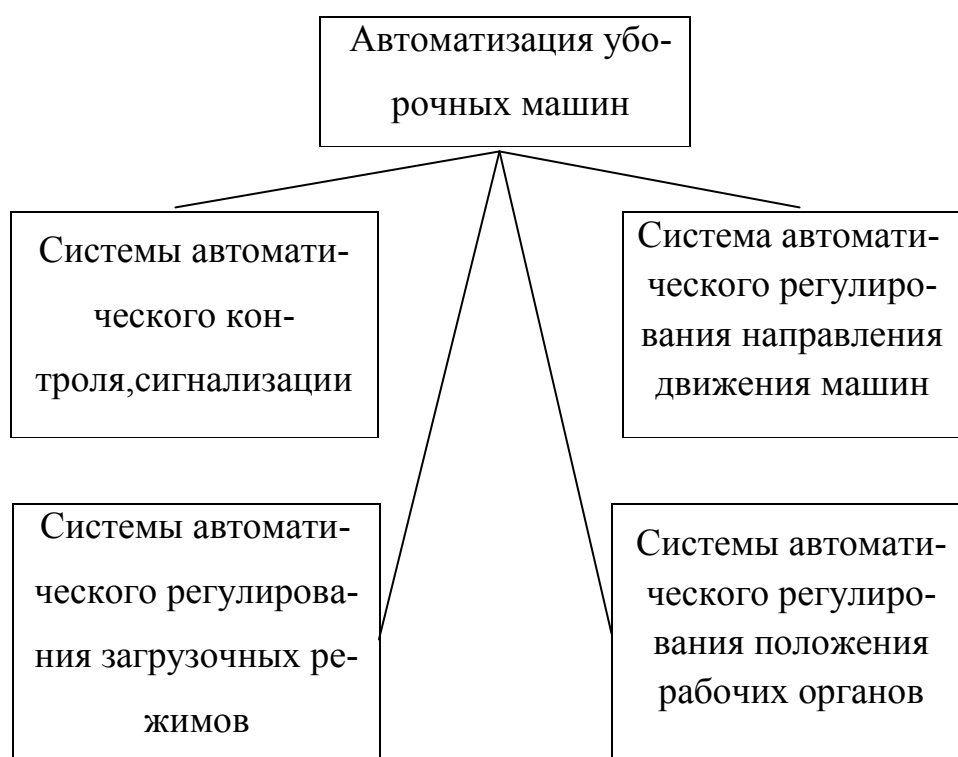 Автоматизация убо-
рочных машин
Системы автомати-
ческого кон-
троля,сигнализации
Система автомати-
ческого регулиро-
вания направления
движения машин
Системы автомати-
ческого регулирова-
ния загрузочных ре-
жимов
Системы автомати-
ческого регулиро-
вания положения
рабочих органов